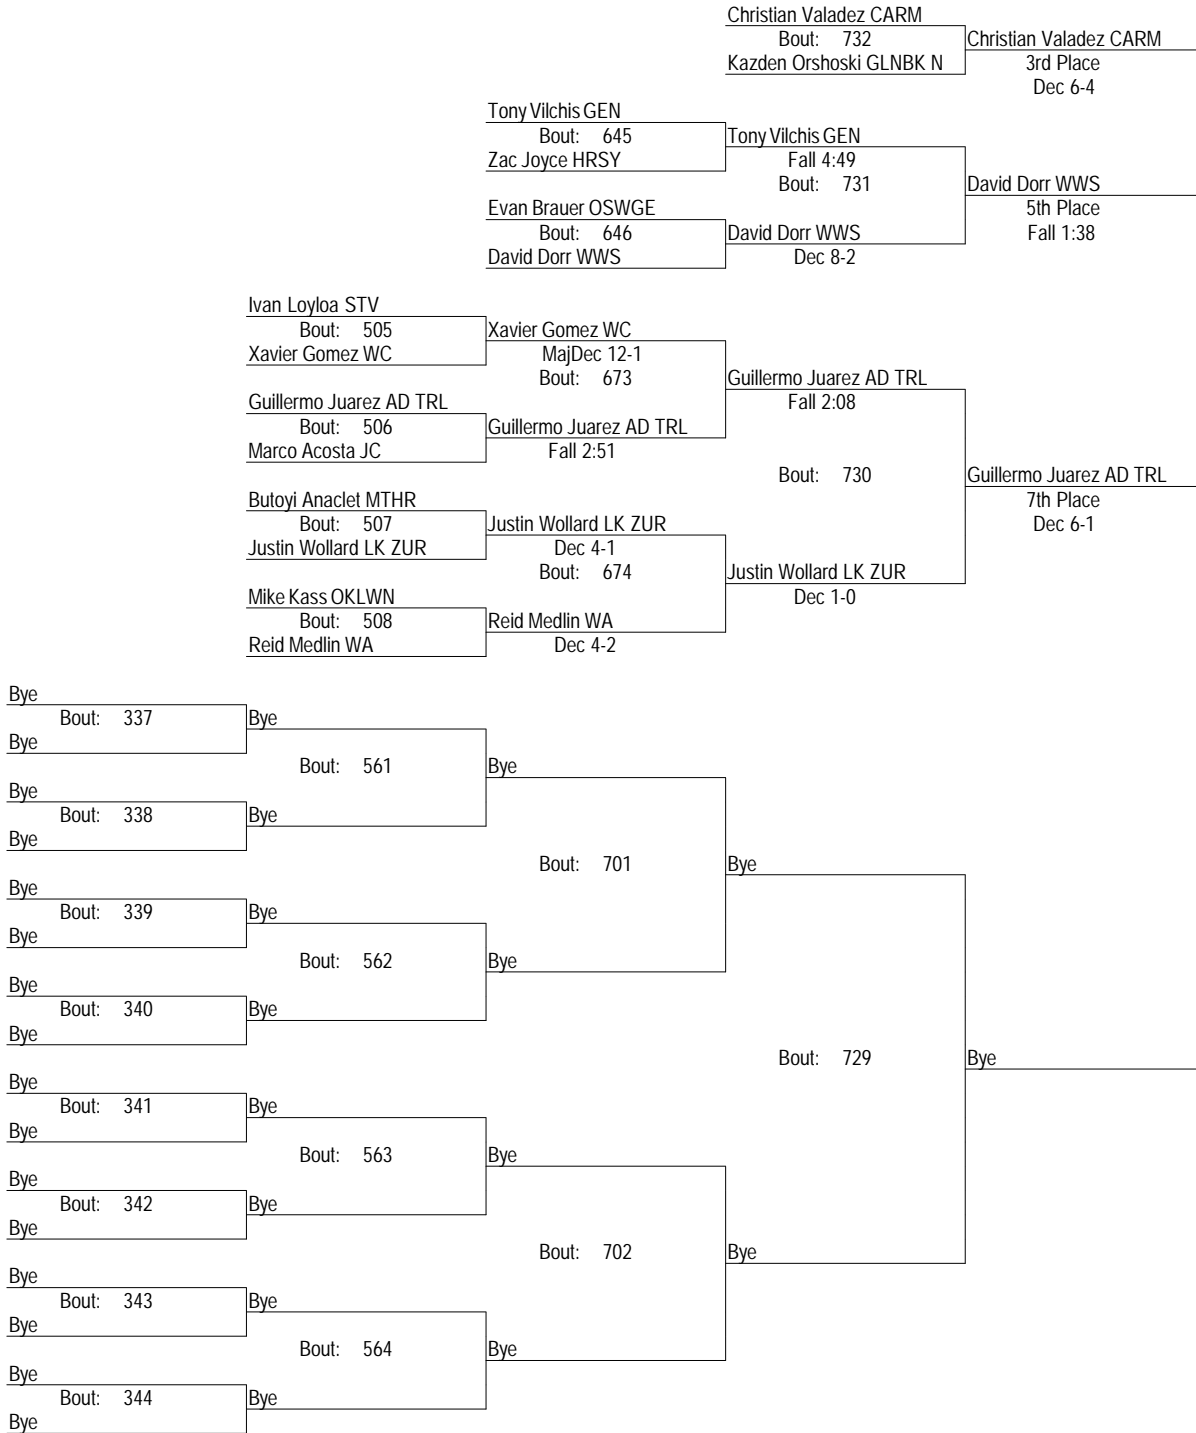 Christian Valadez CARM
Bout: 732
Christian Valadez CARM
Kazden Orshoski GLNBK N
3rd Place
Dec 6-4
Tony Vilchis GEN
Bout: 645
Tony Vilchis GEN
Zac Joyce HRSY
Fall 4:49
Bout: 731
David Dorr WWS
Evan Brauer OSWGE
5th Place
Bout: 646
David Dorr WWS
Fall 1:38
David Dorr WWS
Dec 8-2
Ivan Loyloa STV
Bout: 505
Xavier Gomez WC
Xavier Gomez WC
MajDec 12-1
Bout: 673
Guillermo Juarez AD TRL
Guillermo Juarez AD TRL
Fall 2:08
Bout: 506
Guillermo Juarez AD TRL
Marco Acosta JC
Fall 2:51
Bout: 730
Guillermo Juarez AD TRL
Butoyi Anaclet MTHR
7th Place
Bout: 507
Justin Wollard LK ZUR
Dec 6-1
Justin Wollard LK ZUR
Dec 4-1
Bout: 674
Justin Wollard LK ZUR
Mike Kass OKLWN
Dec 1-0
Bout: 508
Reid Medlin WA
Reid Medlin WA
Dec 4-2
Bye
Bout: 337
Bye
Bye
Bout: 561
Bye
Bye
Bout: 338
Bye
Bye
Bout: 701
Bye
Bye
Bout: 339
Bye
Bye
Bout: 562
Bye
Bye
Bout: 340
Bye
Bye
Bout: 729
Bye
Bye
Bout: 341
Bye
Bye
Bout: 563
Bye
Bye
Bout: 342
Bye
Bye
Bout: 702
Bye
Bye
Bout: 343
Bye
Bye
Bout: 564
Bye
Bye
Bout: 344
Bye
Bye